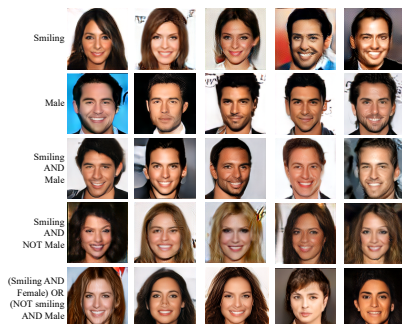 Smiling
Male
Smiling
AND
Male
Smiling
AND
NOT Male
(Smiling AND
Female) OR
(NOT smiling
AND Male